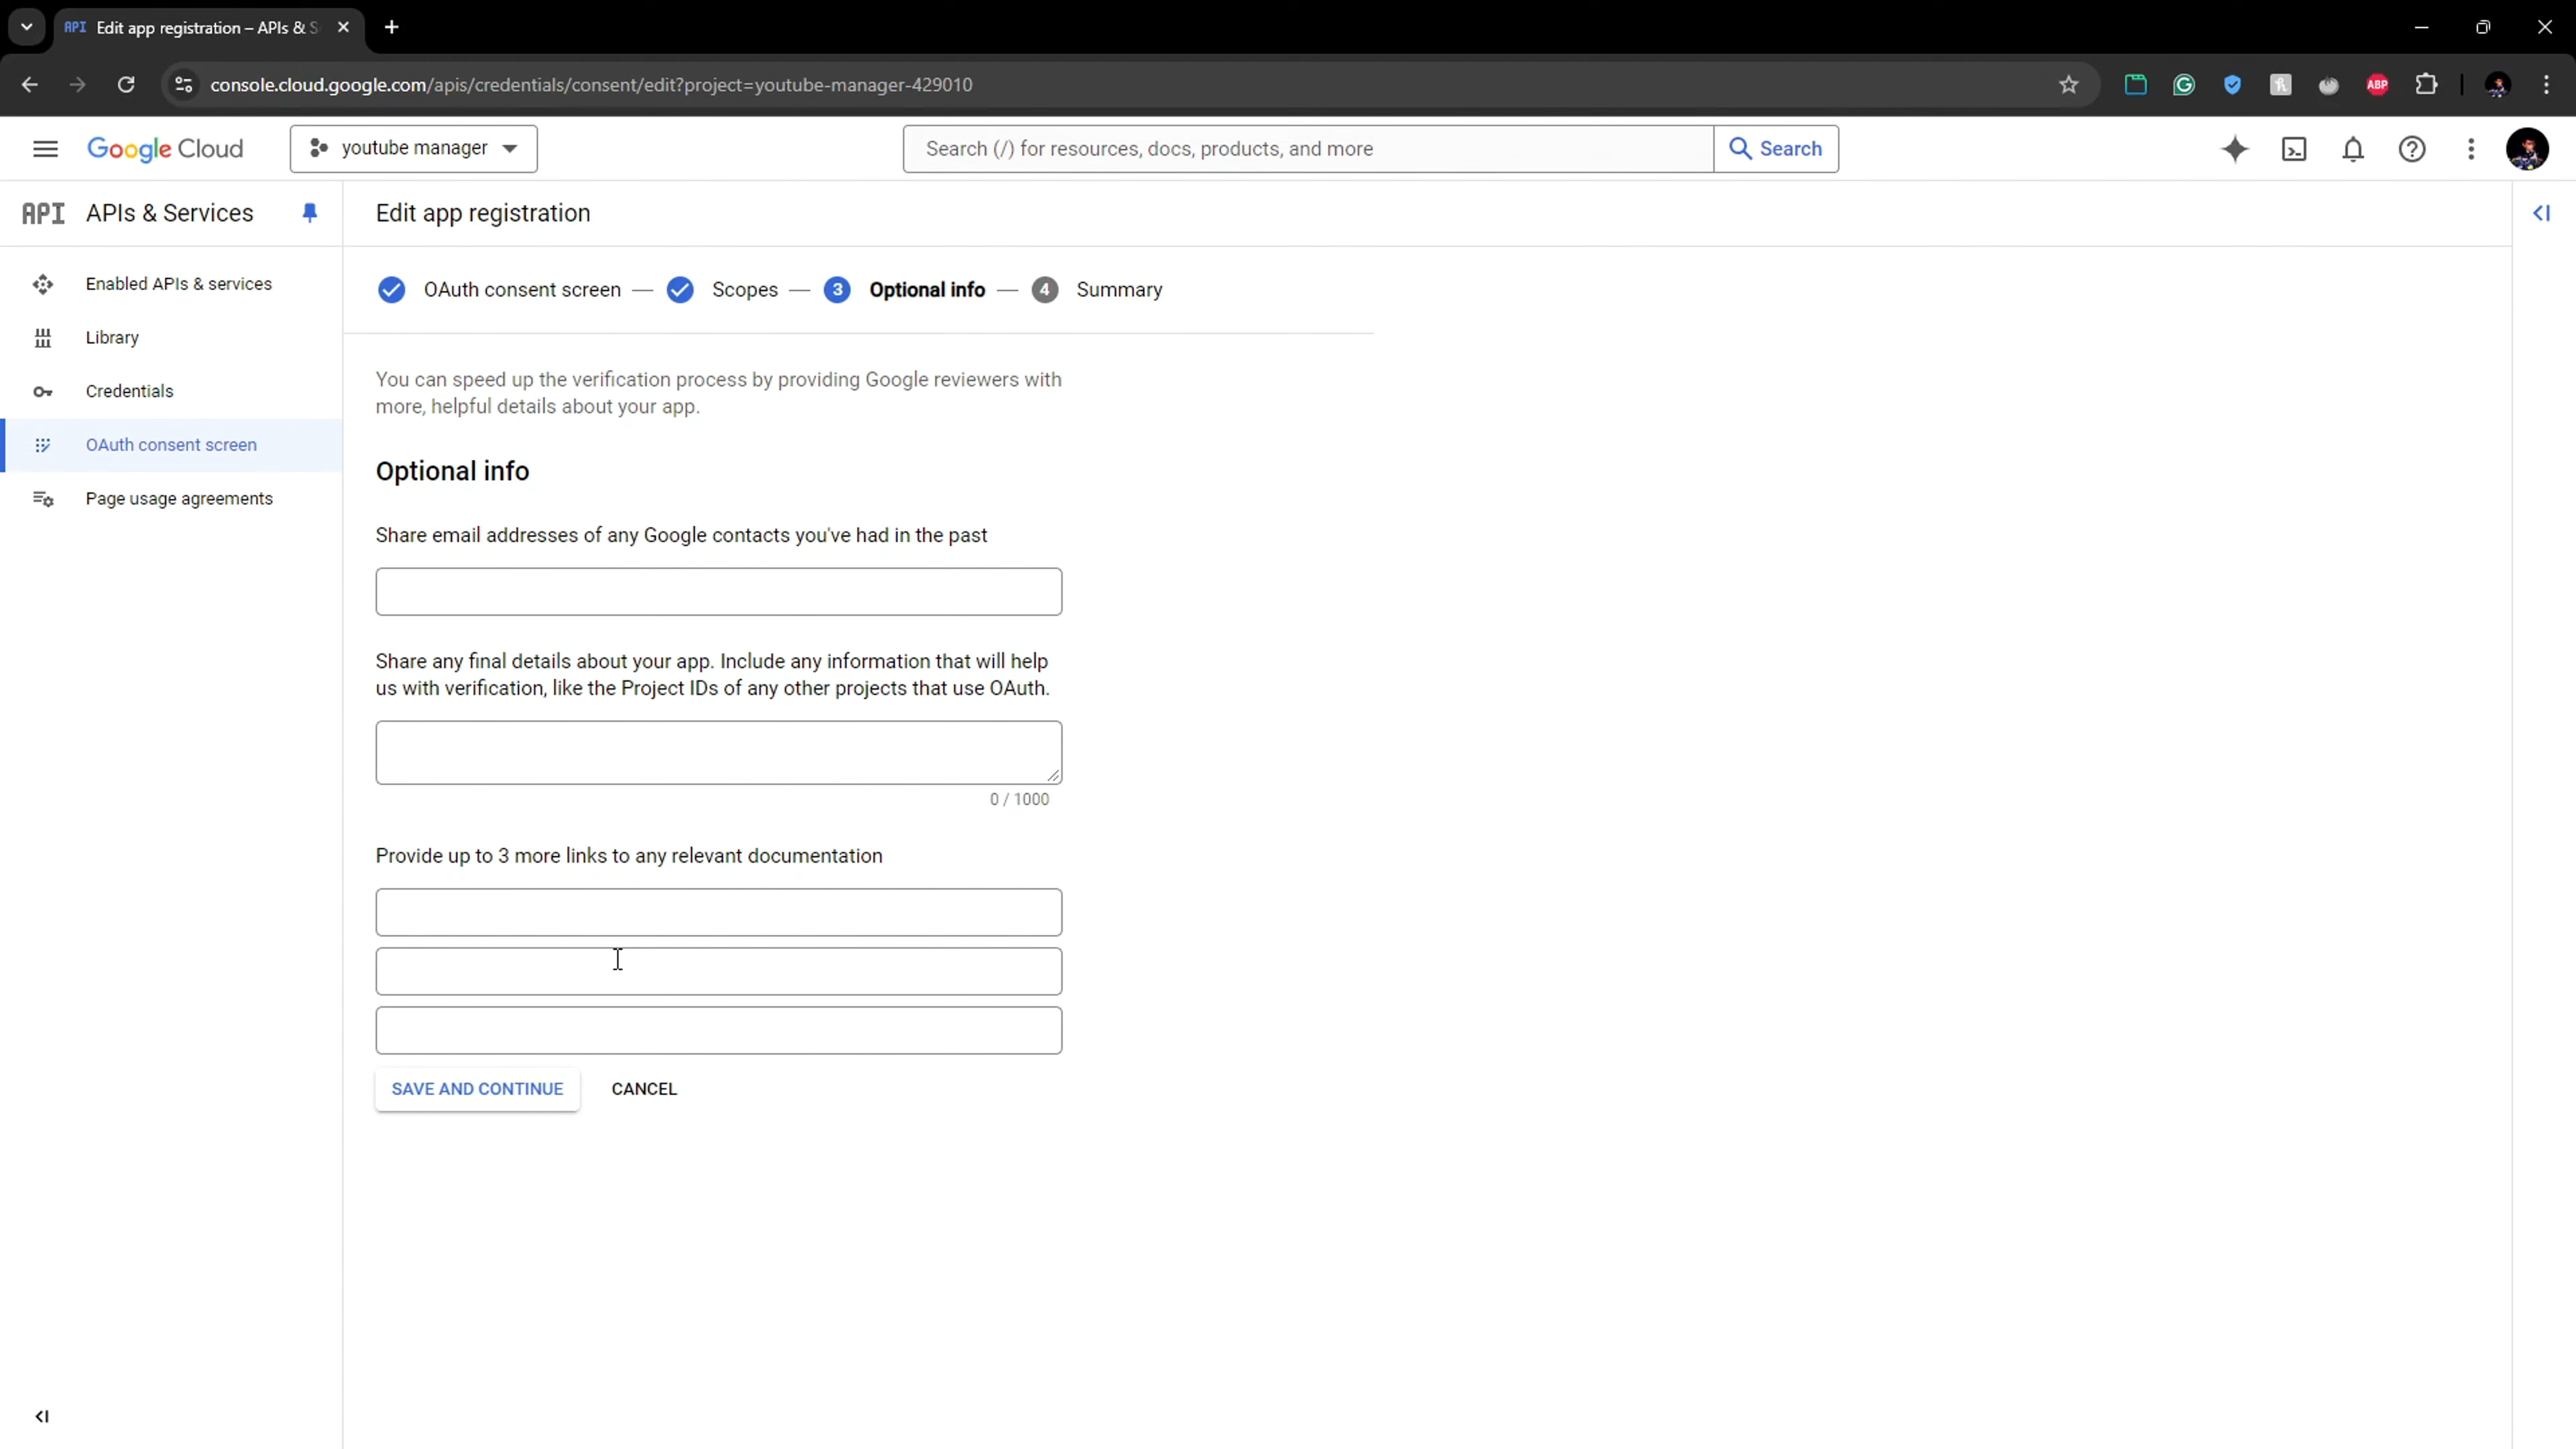 API Edit app registration – APIs & S
console.cloud.google.com/apis/credentials/consent/edit?project=youtube-manager-429010
ABP
Google Cloud
youtube manager
Search (/) for resources, docs, products, and more
Search
API APIs & Services
Edit app registration
Enabled APIs & services
Library
Credentials
OAuth consent screen
Page usage agreements
OAuth consent screen — Scopes — 3 Optional info — 4 Summary
You can speed up the verification process by providing Google reviewers with
more, helpful details about your app.
Optional info
Share email addresses of any Google contacts you've had in the past
Share any final details about your app. Include any information that will help
us with verification, like the Project IDs of any other projects that use OAuth.
0 / 1000
Provide up to 3 more links to any relevant documentation
SAVE AND CONTINUE
CANCEL